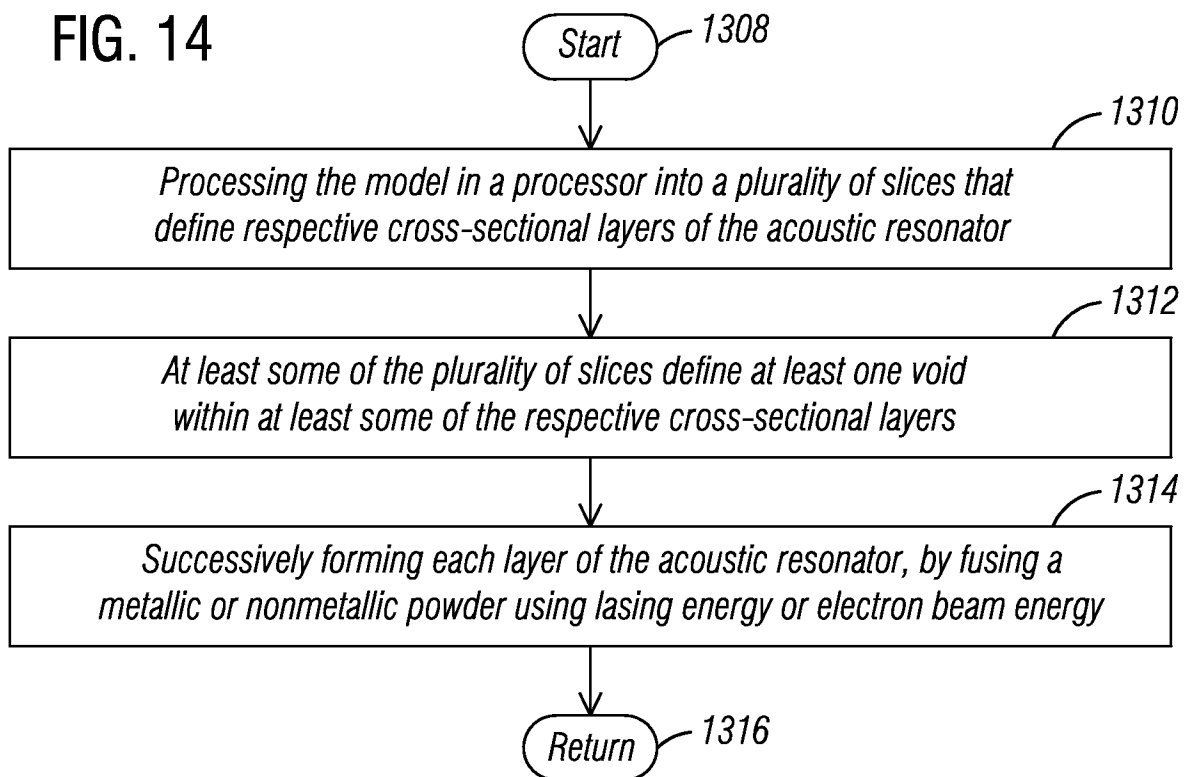 FIG. 14
Start
1308
1310
Processing the model in a processor into a plurality of slices that
define respective cross-sectional layers of the acoustic resonator
1312
At least some of the plurality of slices define at least one void
within at least some of the respective cross-sectional layers
1314
Successively forming each layer of the acoustic resonator, by fusing a
metallic or nonmetallic powder using lasing energy or electron beam energy
Return
1316